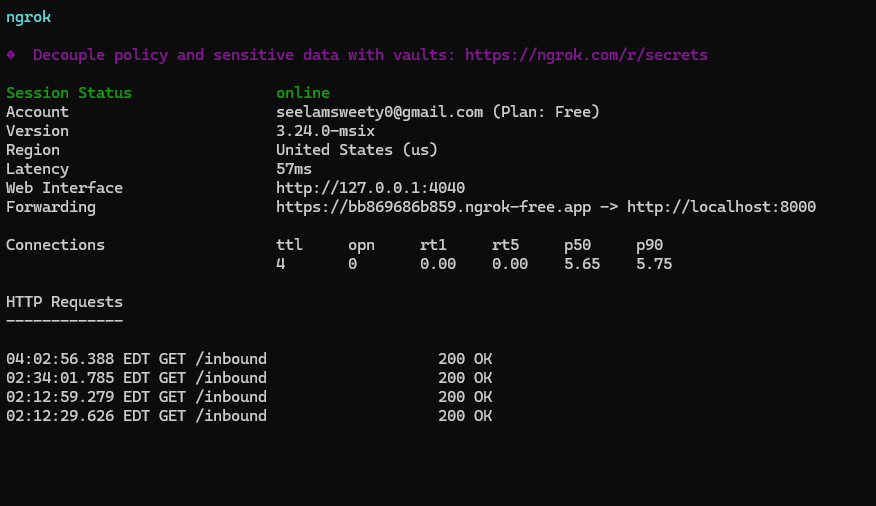 ngrok
� Decouple policy and sensitive data with vaults: https://ngrok.com/r/secrets
Session Status online
Account seelamsweety0@gmail.com (Plan: Free)
Version 3.24.0-msix
Region United States (us)
Latency 57ms
Web Interface http://127.0.0.1:4040
Forwarding https://bb869686b859.ngrok-free.app -> http://localhost:8000
Connections ttl opn rt1 rt5 p50 p90
4 0 0.00 0.00 5.65 5.75
HTTP Requests
-------------
04:02:56.388 EDT GET /inbound 200 OK
02:34:01.785 EDT GET /inbound 200 OK
02:12:59.279 EDT GET /inbound 200 OK
02:12:29.626 EDT GET /inbound 200 OK